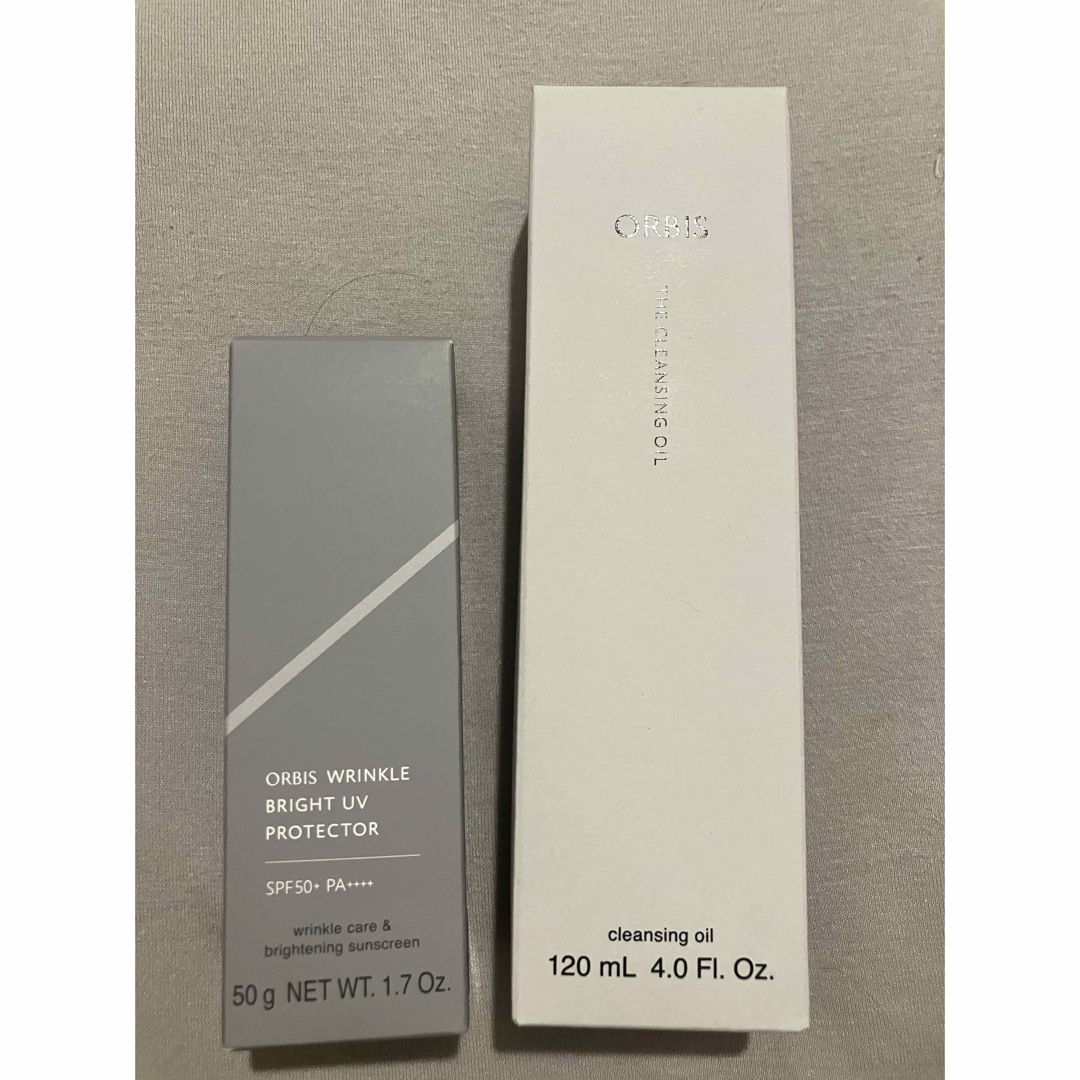 ORBIS WRINKLE
BRIGHT UV
PROTECTOR
SPF50+ PA++++
wrinkle care &
brightening sunscreen
50 g NET WT. 1.7 Oz.
ORBIS
THE CLEANSING OIL
cleansing oil
120 mL 4.0 Fl. Oz.